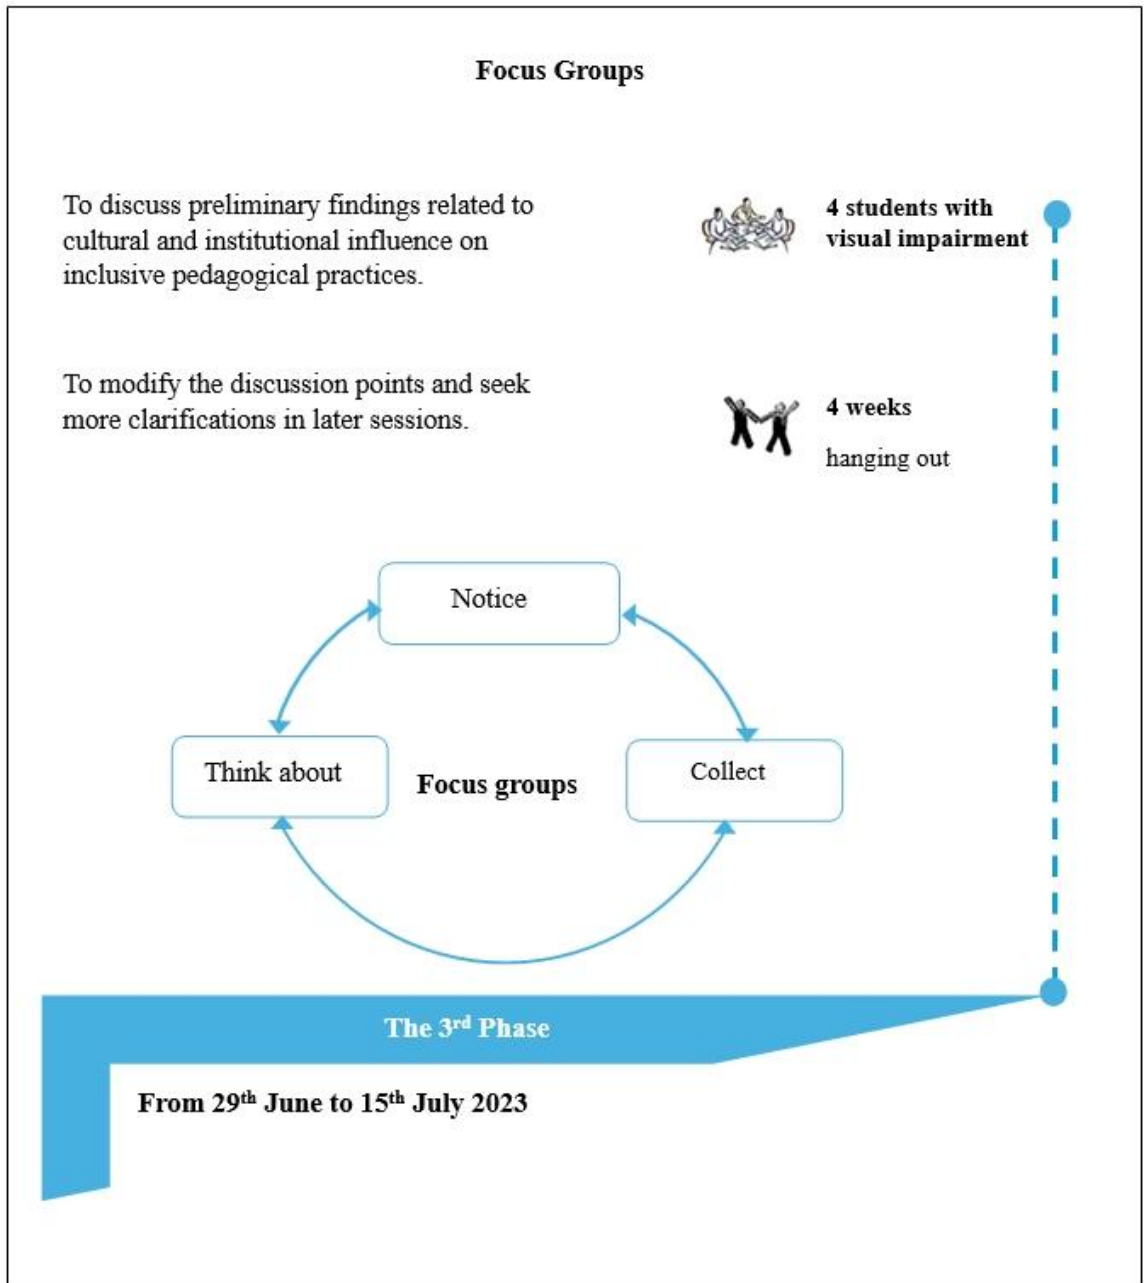 Focus Groups
To discuss preliminary findings related to
cultural and institutional influence on
inclusive pedagogical practices.
4 students with
visual impairment
To modify the discussion points and seek
more clarifications in later sessions.
4 weeks
hanging out
Notice
Think about
Focus groups
Collect
The 3rd Phase
From 29th June to 15th July 2023